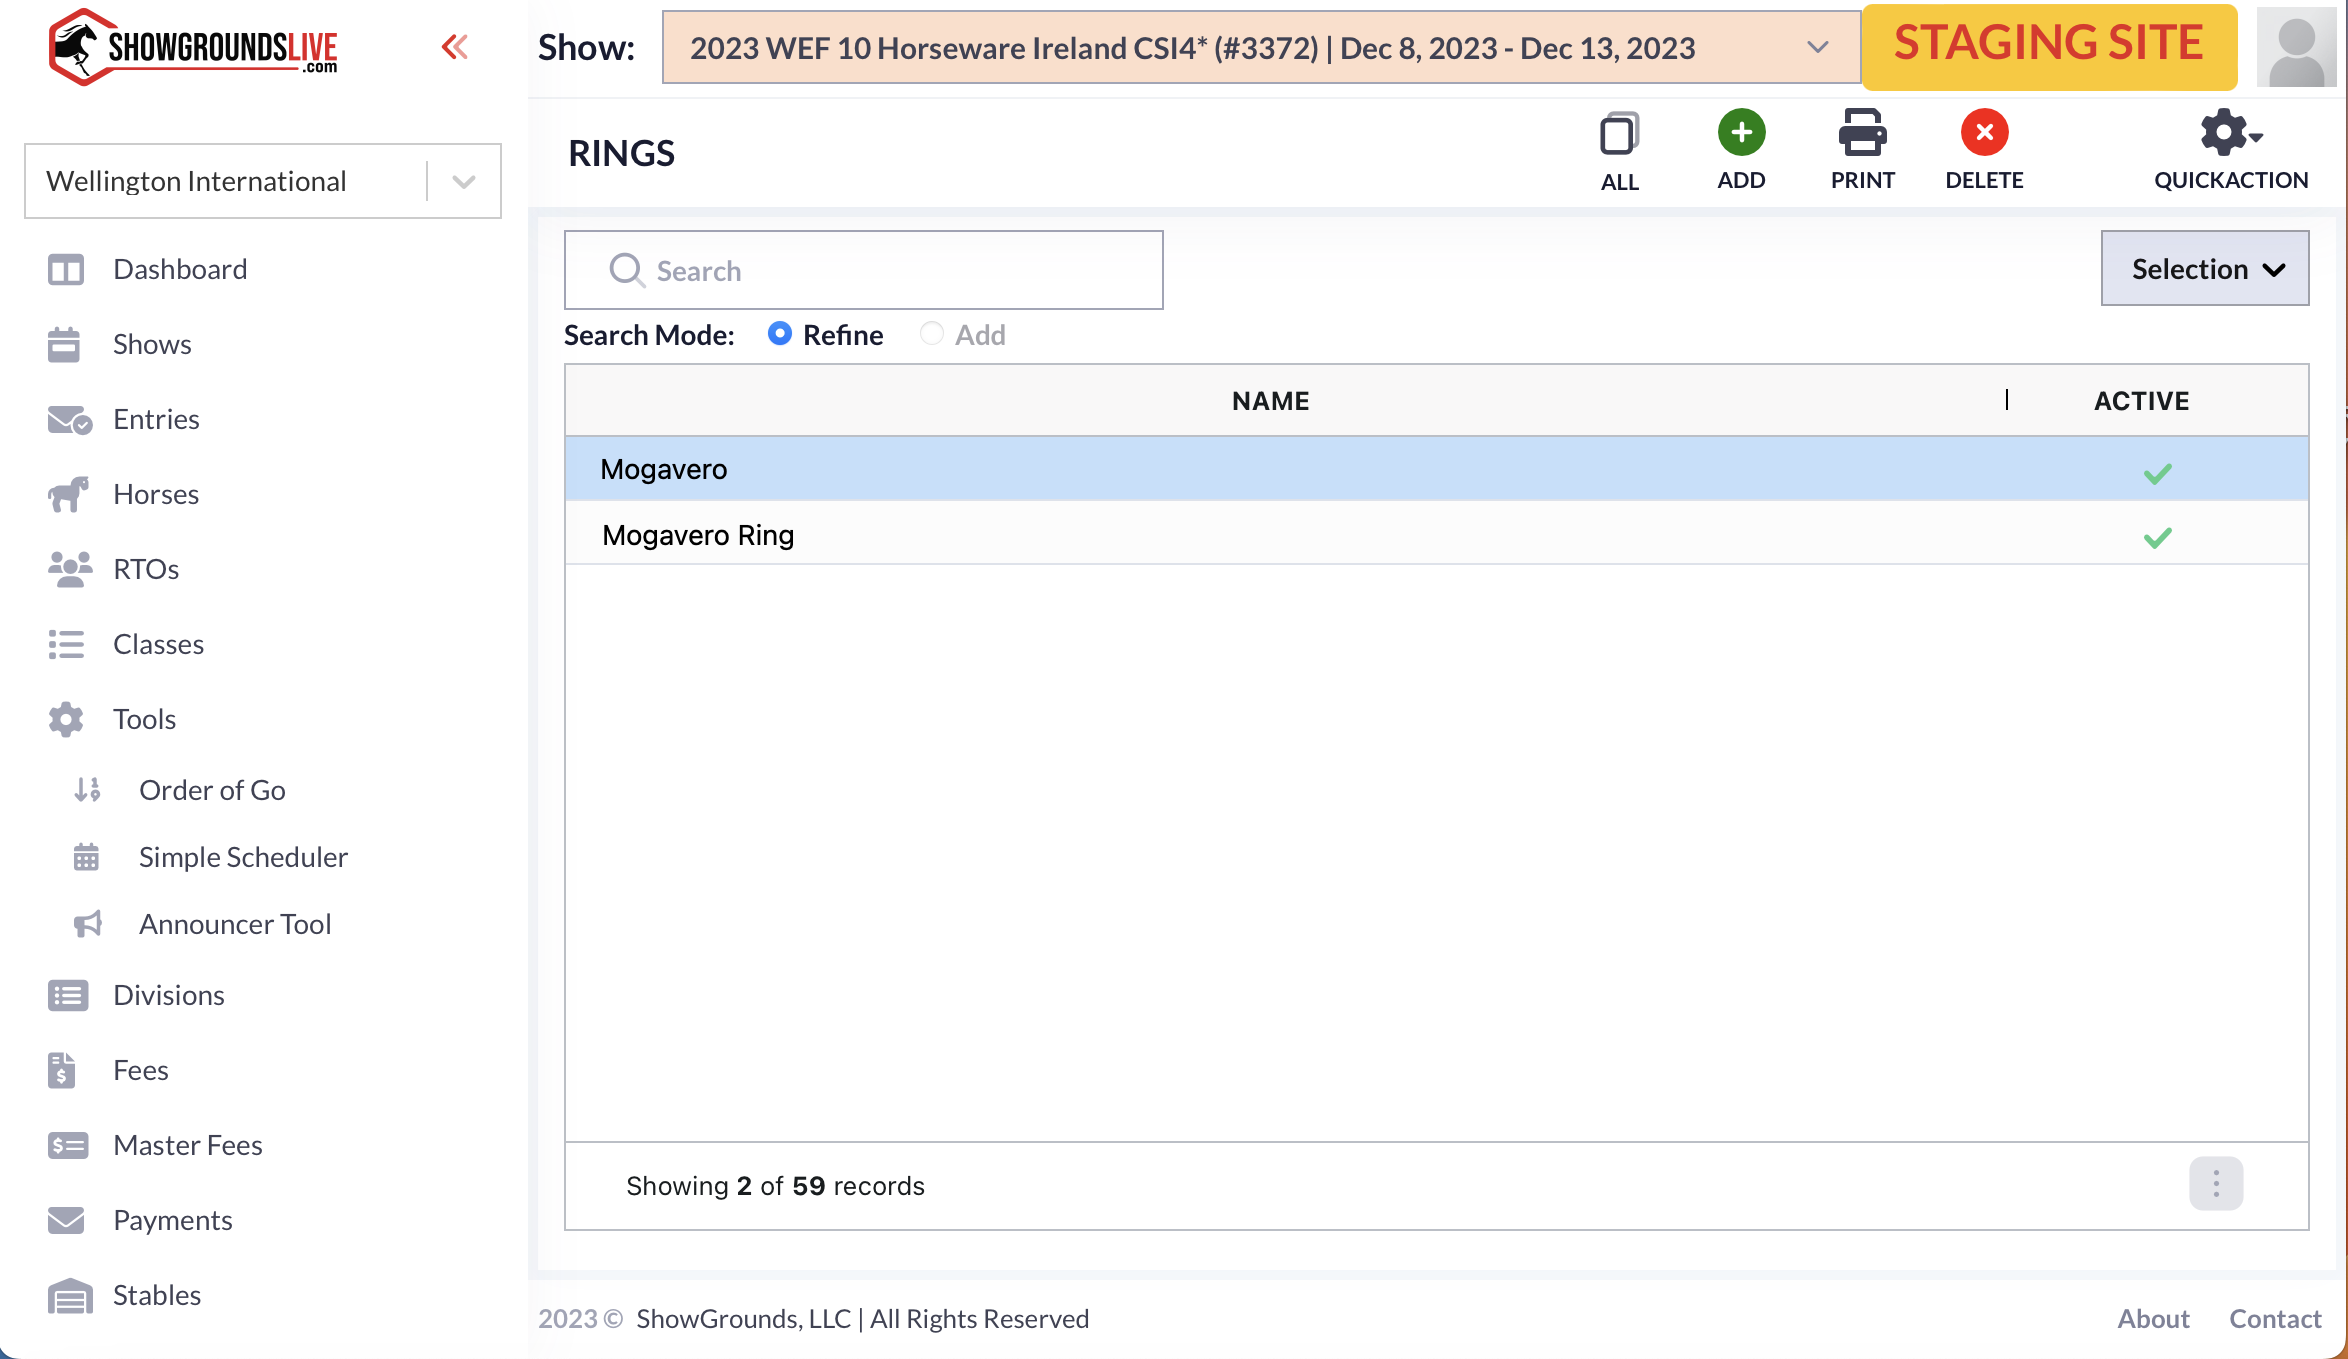 SHOWGROUNDSLIVE
.com
Show:
2023 WEF 10 Horseware Ireland CSI4* (#3372) | Dec 8, 2023 - Dec 13, 2023
STAGING SITE
Wellington International
Dashboard
Shows
Entries
Horses
RTOs
Classes
Tools
Order of Go
Simple Scheduler
Announcer Tool
Divisions
Fees
Master Fees
Payments
Stables
RINGS
ALL
ADD
PRINT
DELETE
QUICKACTION
Search
Selection
Search Mode: Refine Add
NAME ACTIVE
Mogavero
Mogavero Ring
Showing 2 of 59 records
2023 © ShowGrounds, LLC | All Rights Reserved
About Contact